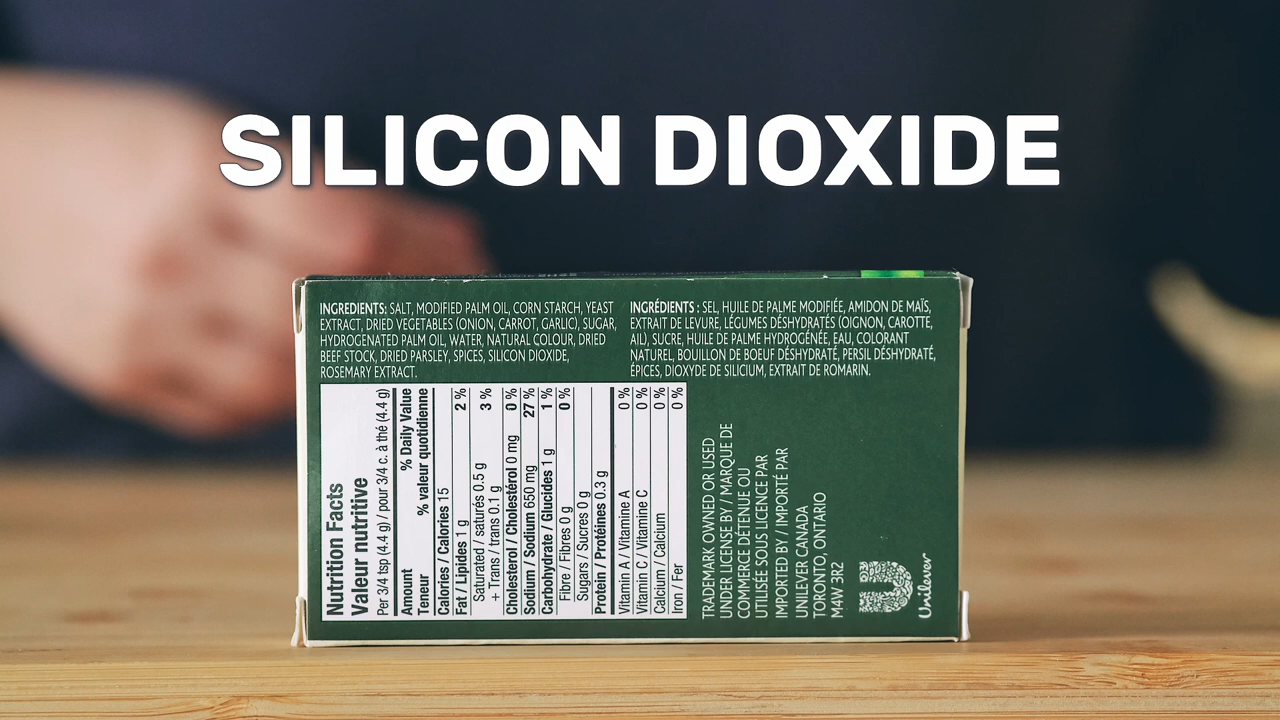 SILICON DIOXIDE
INGREDIENTS: SALT, MODIFIED PALM OIL, CORN STARCH, YEAST
EXTRACT, DRIED VEGETABLES (ONION, CARROT, GARLIC), SUGAR,
HYDROGENATED PALM OIL, WATER, NATURAL COLOUR, DRIED
BEEF STOCK, DRIED PARSLEY, SPICES, SILICON DIOXIDE,
ROSEMARY EXTRACT.
INGRÉDIENTS : SEL, HUILE DE PALME MODIFIÉE, AMIDON DE MAÏS,
EXTRAIT DE LEVURE, LÉGUMES DÉSHYDRATÉS (OIGNON, CAROTTE,
AIL), SUCRE, HUILE DE PALME HYDROGÉNÉE, EAU, COLORANT
NATUREL, BOUILLON DE BOEUF DÉSHYDRATÉ, PERSIL DÉSHYDRATÉ,
ÉPICES, DIOXYDE DE SILICIUM, EXTRAIT DE ROMARIN.
Nutrition Facts
Valeur nutritive
Per 3/4 tsp (4.4 g) / pour 3/4 c. à thé (4.4 g)
Amount % Daily Value
Teneur % valeur quotidienne
Calories / Calories 15
Fat / Lipides 1 g 2 %
Saturated / saturés 0.5 g
+ Trans / trans 0.1 g 3 %
Cholesterol / Cholestérol 0 mg 0 %
Sodium / Sodium 650 mg 27 %
Carbohydrate / Glucides 1 g 1 %
Fibre / Fibres 0 g 0 %
Sugars / Sucres 0 g
Protein / Protéines 0.3 g
Vitamin A / Vitamine A 0 %
Vitamin C / Vitamine C 0 %
Calcium / Calcium 0 %
Iron / Fer 0 %
TRADEMARK OWNED OR USED
UNDER LICENSE BY / MARQUE DE
COMMERCE DÉTENUE OU
UTILISÉE SOUS LICENCE PAR
IMPORTED BY / IMPORTÉ PAR
UNILEVER CANADA
TORONTO, ONTARIO
M4W 3R2
Unilever